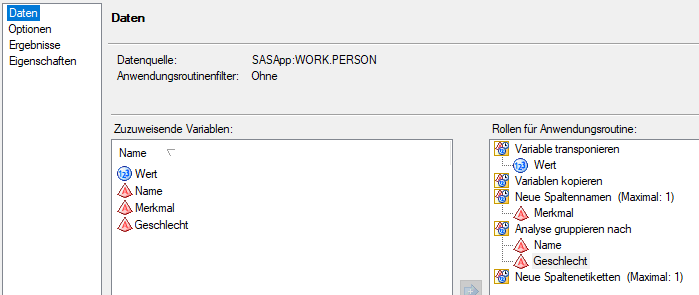 Daten
Optionen
Ergebnisse
Eigenschaften
Daten
Datenquelle: SASApp:WORK.PERSON
Anwendungsroutinenfilter: Ohne
Zuzuweisende Variablen:
Name
123 Wert
A Name
A Merkmal
A Geschlecht
Rollen für Anwendungsroutine:
Variable transponieren
123 Wert
Variablen kopieren
Neue Spaltennamen (Maximal: 1)
A Merkmal
Analyse gruppieren nach
A Name
A Geschlecht
Neue Spaltenetiketten (Maximal: 1)